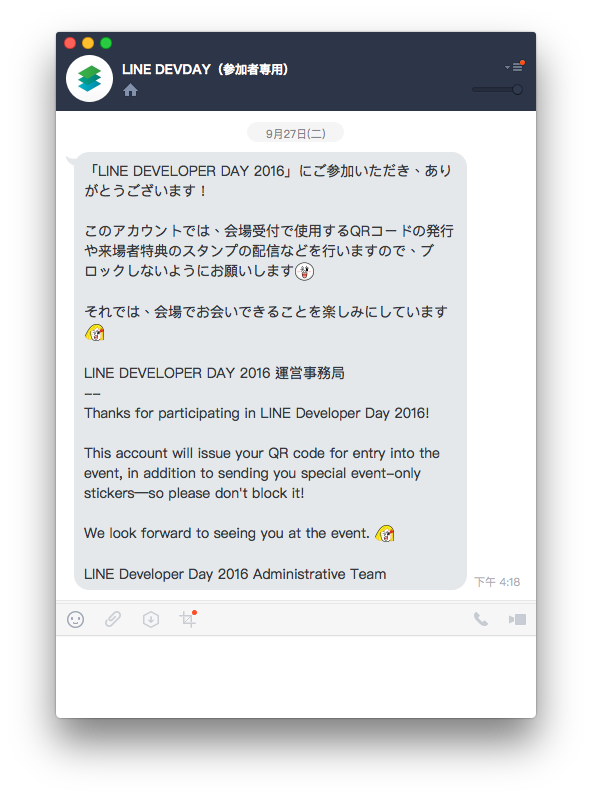 LINE DEVDAY（参加者専用）
9月27日(二)
「LINE DEVELOPER DAY 2016」にご参加いただき、あり
がとうございます！
このアカウントでは、会場受付で使用するQRコードの発行
や来場者特典のスタンプの配信などを行いますので、ブ
ロックしないようにお願いします
それでは、会場でお会いできることを楽しみにしています
LINE DEVELOPER DAY 2016 運営事務局
--
Thanks for participating in LINE Developer Day 2016!
This account will issue your QR code for entry into the
event, in addition to sending you special event-only
stickers—so please don't block it!
We look forward to seeing you at the event.
LINE Developer Day 2016 Administrative Team
下午 4:18